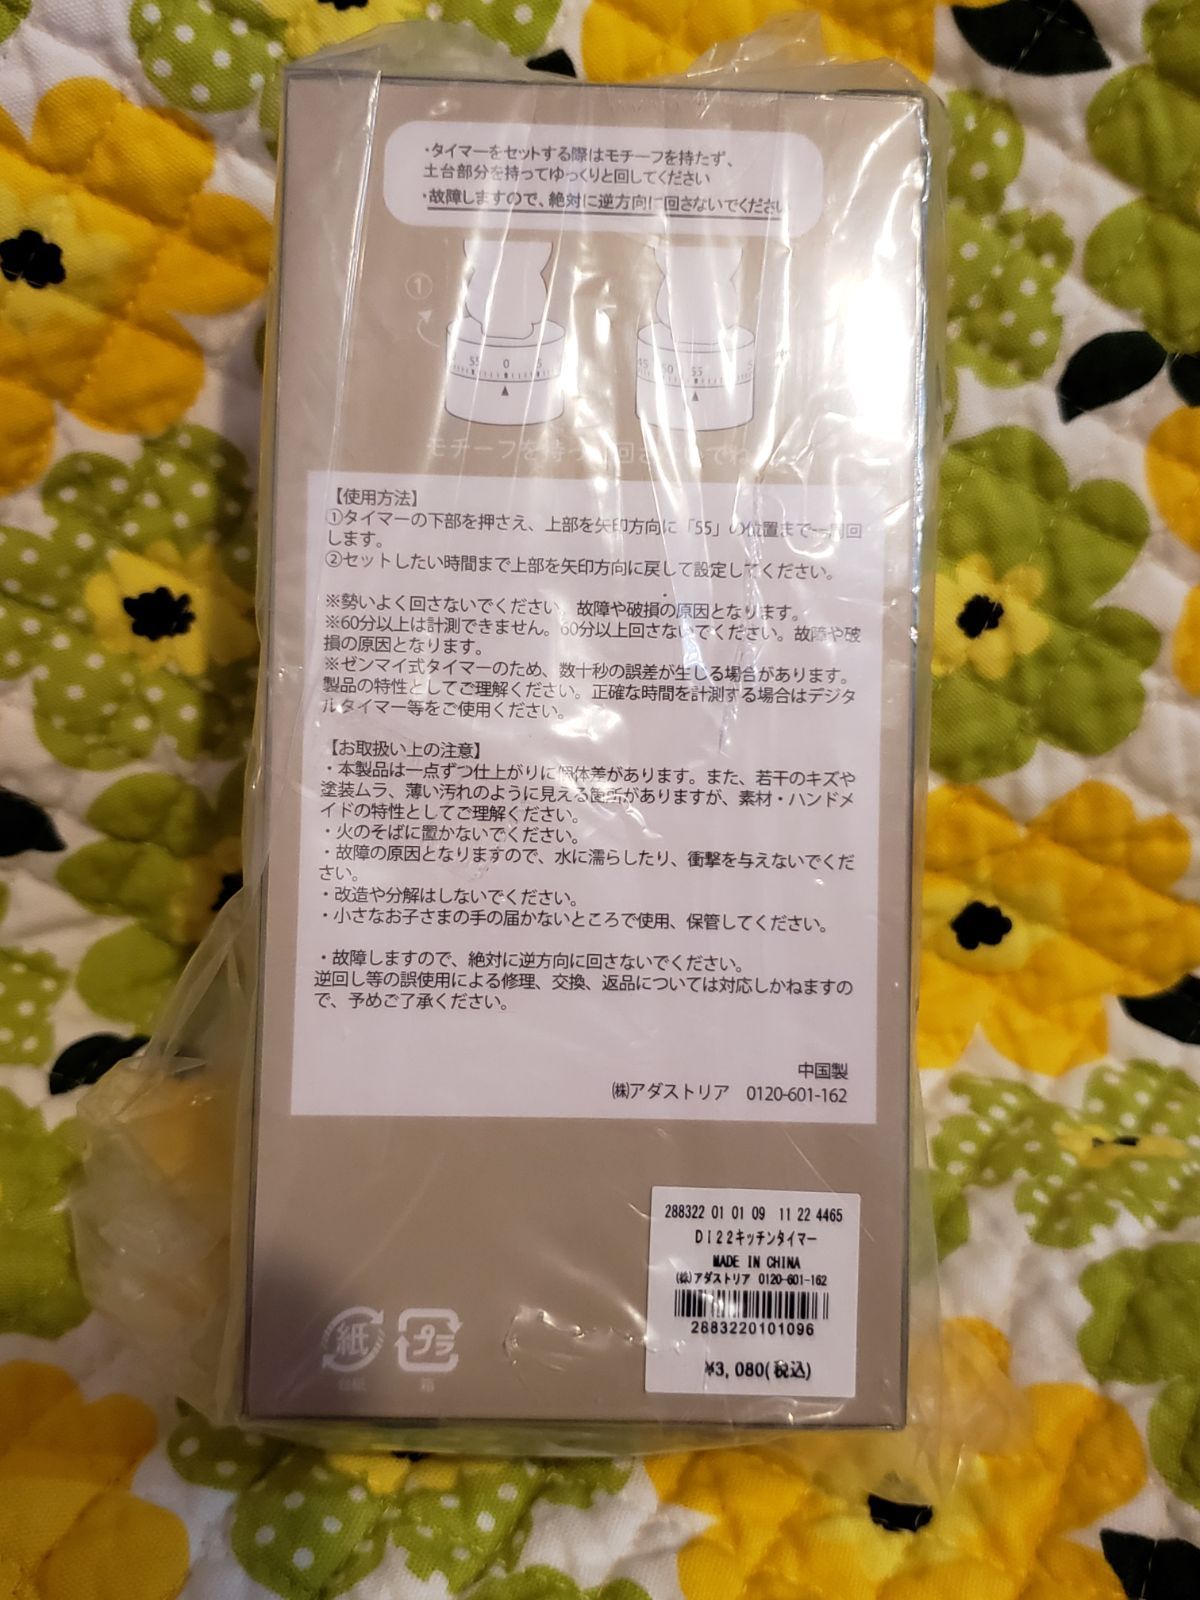 ・タイマーをセットする際はモチーフを持たず、
土台部分を持ってゆっくりと回してください
・故障しますので、絶対に逆方向に回さないでください
①
55 0 5
45 50 55 5
モチーフを持っ
【使用方法】
①タイマーの下部を押さえ、上部を矢印方向に「55」の位置まで一周回
します。
②セットしたい時間まで上部を矢印方向に戻して設定してください。
※勢いよく回さないでください。故障や破損の原因となります。
※60分以上は計測できません。60分以上回さないでください。故障や破
損の原因となります。
※ゼンマイ式タイマーのため、数十秒の誤差が生じる場合があります。
製品の特性としてご理解ください。正確な時間を計測する場合はデジタ
ルタイマー等をご使用ください。
【お取扱い上の注意】
・本製品は一点ずつ仕上がりに個体差があります。また、若干のキズや
塗装ムラ、薄い汚れのように見える箇所がありますが、素材・ハンドメ
イドの特性としてご理解ください。
・火のそばに置かないでください。
・故障の原因となりますので、水に濡らしたり、衝撃を与えないでくだ
さい。
・改造や分解はしないでください。
・小さなお子さまの手の届かないところで使用、保管してください。
・故障しますので、絶対に逆方向に回さないでください。
逆回し等の誤使用による修理、交換、返品については対応しかねますの
で、予めご了承ください。
中国製
㈱アダストリア 0120-601-162
288322 01 01 09 11 22 4465
DI22キッチンタイマー
MADE IN CHINA
(株)アダストリア 0120-601-162
2883220101096
¥3,080(税込)
紙 プラ
台紙 箱